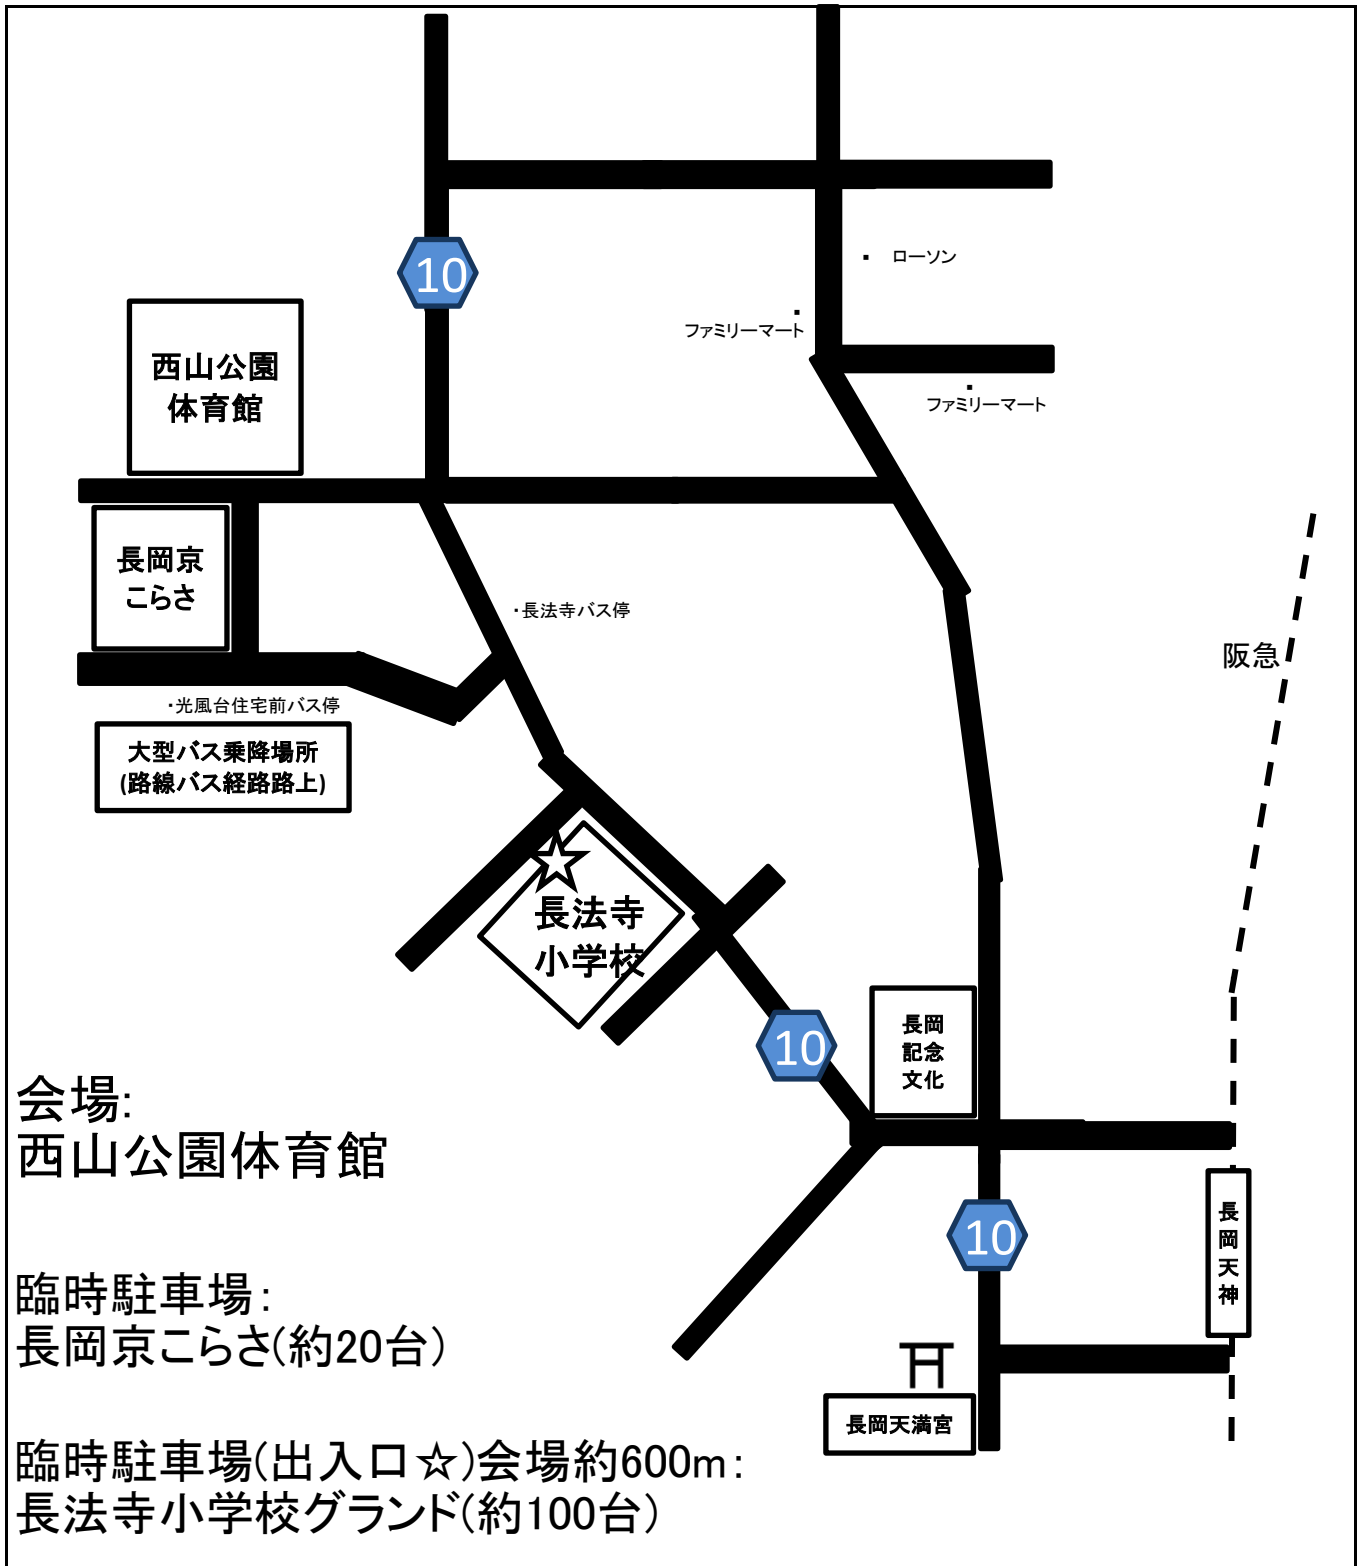 10
ローソン
ファミリーマート
西山公園
体育館
ファミリーマート
長岡京
こらさ
・長法寺バス停
阪急
・光風台住宅前バス停
大型バス乗降場所
(路線バス経路路上)
長法寺
小学校
10
長岡
記念
文化
会場:
西山公園体育館
10
長岡天神
臨時駐車場:
長岡京こらさ(約20台)
長岡天満宮
臨時駐車場(出入口☆)会場約600m:
長法寺小学校グランド(約100台)